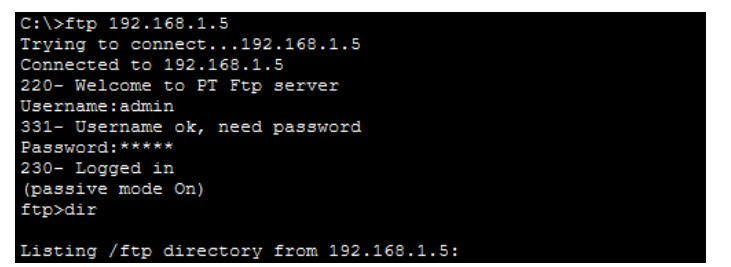 C:\>ftp 192.168.1.5
Trying to connect...192.168.1.5
Connected to 192.168.1.5
220- Welcome to PT Ftp server
Username:admin
331- Username ok, need password
Password:*****
230- Logged in
(passive mode On)
ftp>dir
Listing /ftp directory from 192.168.1.5: